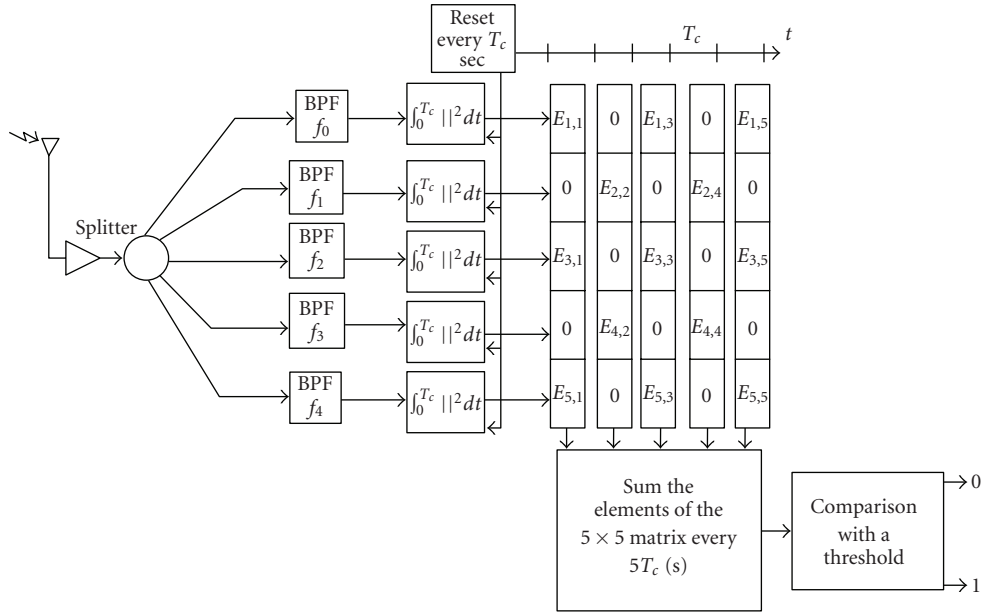 Reset
every T_c
sec
T_c
t
Splitter
BPF
f_0
∫_0^{T_c} ||^2 dt
E_{1,1} 0 E_{1,3} 0 E_{1,5}
BPF
f_1
∫_0^{T_c} ||^2 dt
0 E_{2,2} 0 E_{2,4} 0
BPF
f_2
∫_0^{T_c} ||^2 dt
E_{3,1} 0 E_{3,3} 0 E_{3,5}
BPF
f_3
∫_0^{T_c} ||^2 dt
0 E_{4,2} 0 E_{4,4} 0
BPF
f_4
∫_0^{T_c} ||^2 dt
E_{5,1} 0 E_{5,3} 0 E_{5,5}
Sum the
elements of the
5 × 5 matrix every
5T_c (s)
Comparison
with a
threshold
0
1